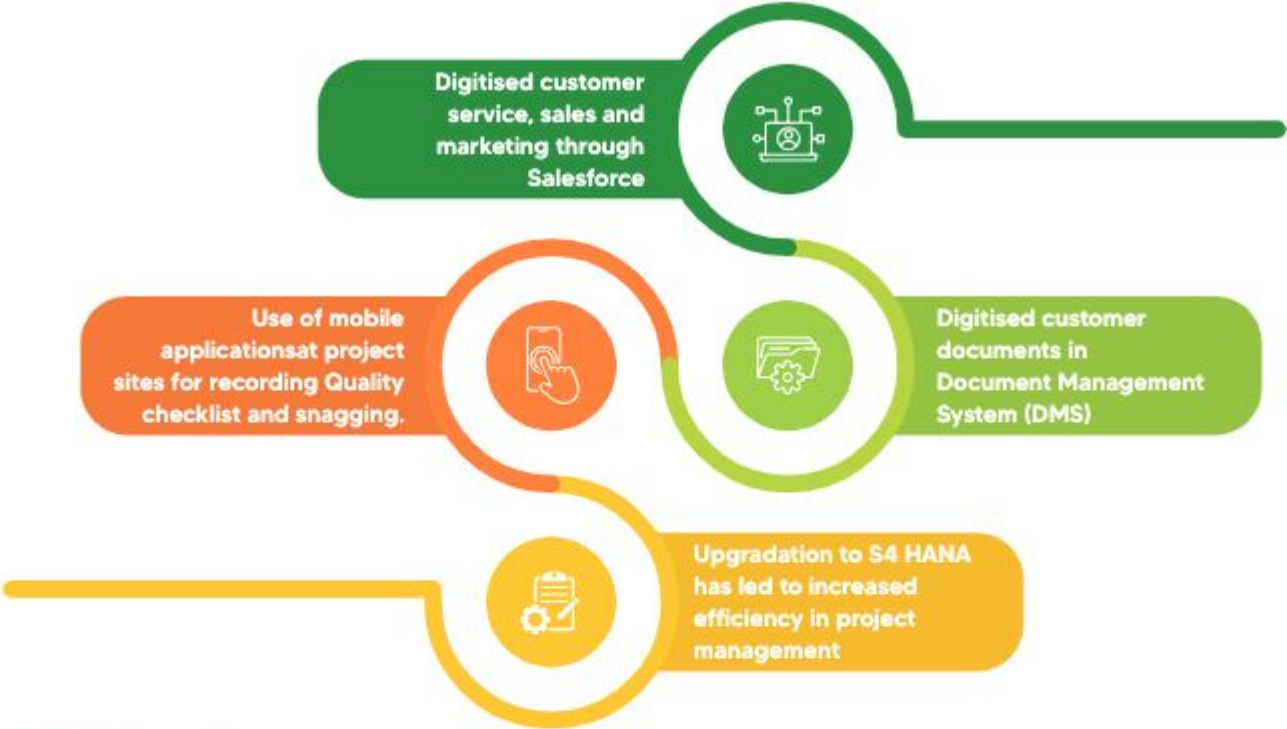 Digitised customer
service, sales and
marketing through
Salesforce
Use of mobile
applicationsat project
sites for recording Quality
checklist and snagging.
Digitised customer
documents in
Document Management
System (DMS)
Upgradation to S4 HANA
has led to increased
efficiency in project
management